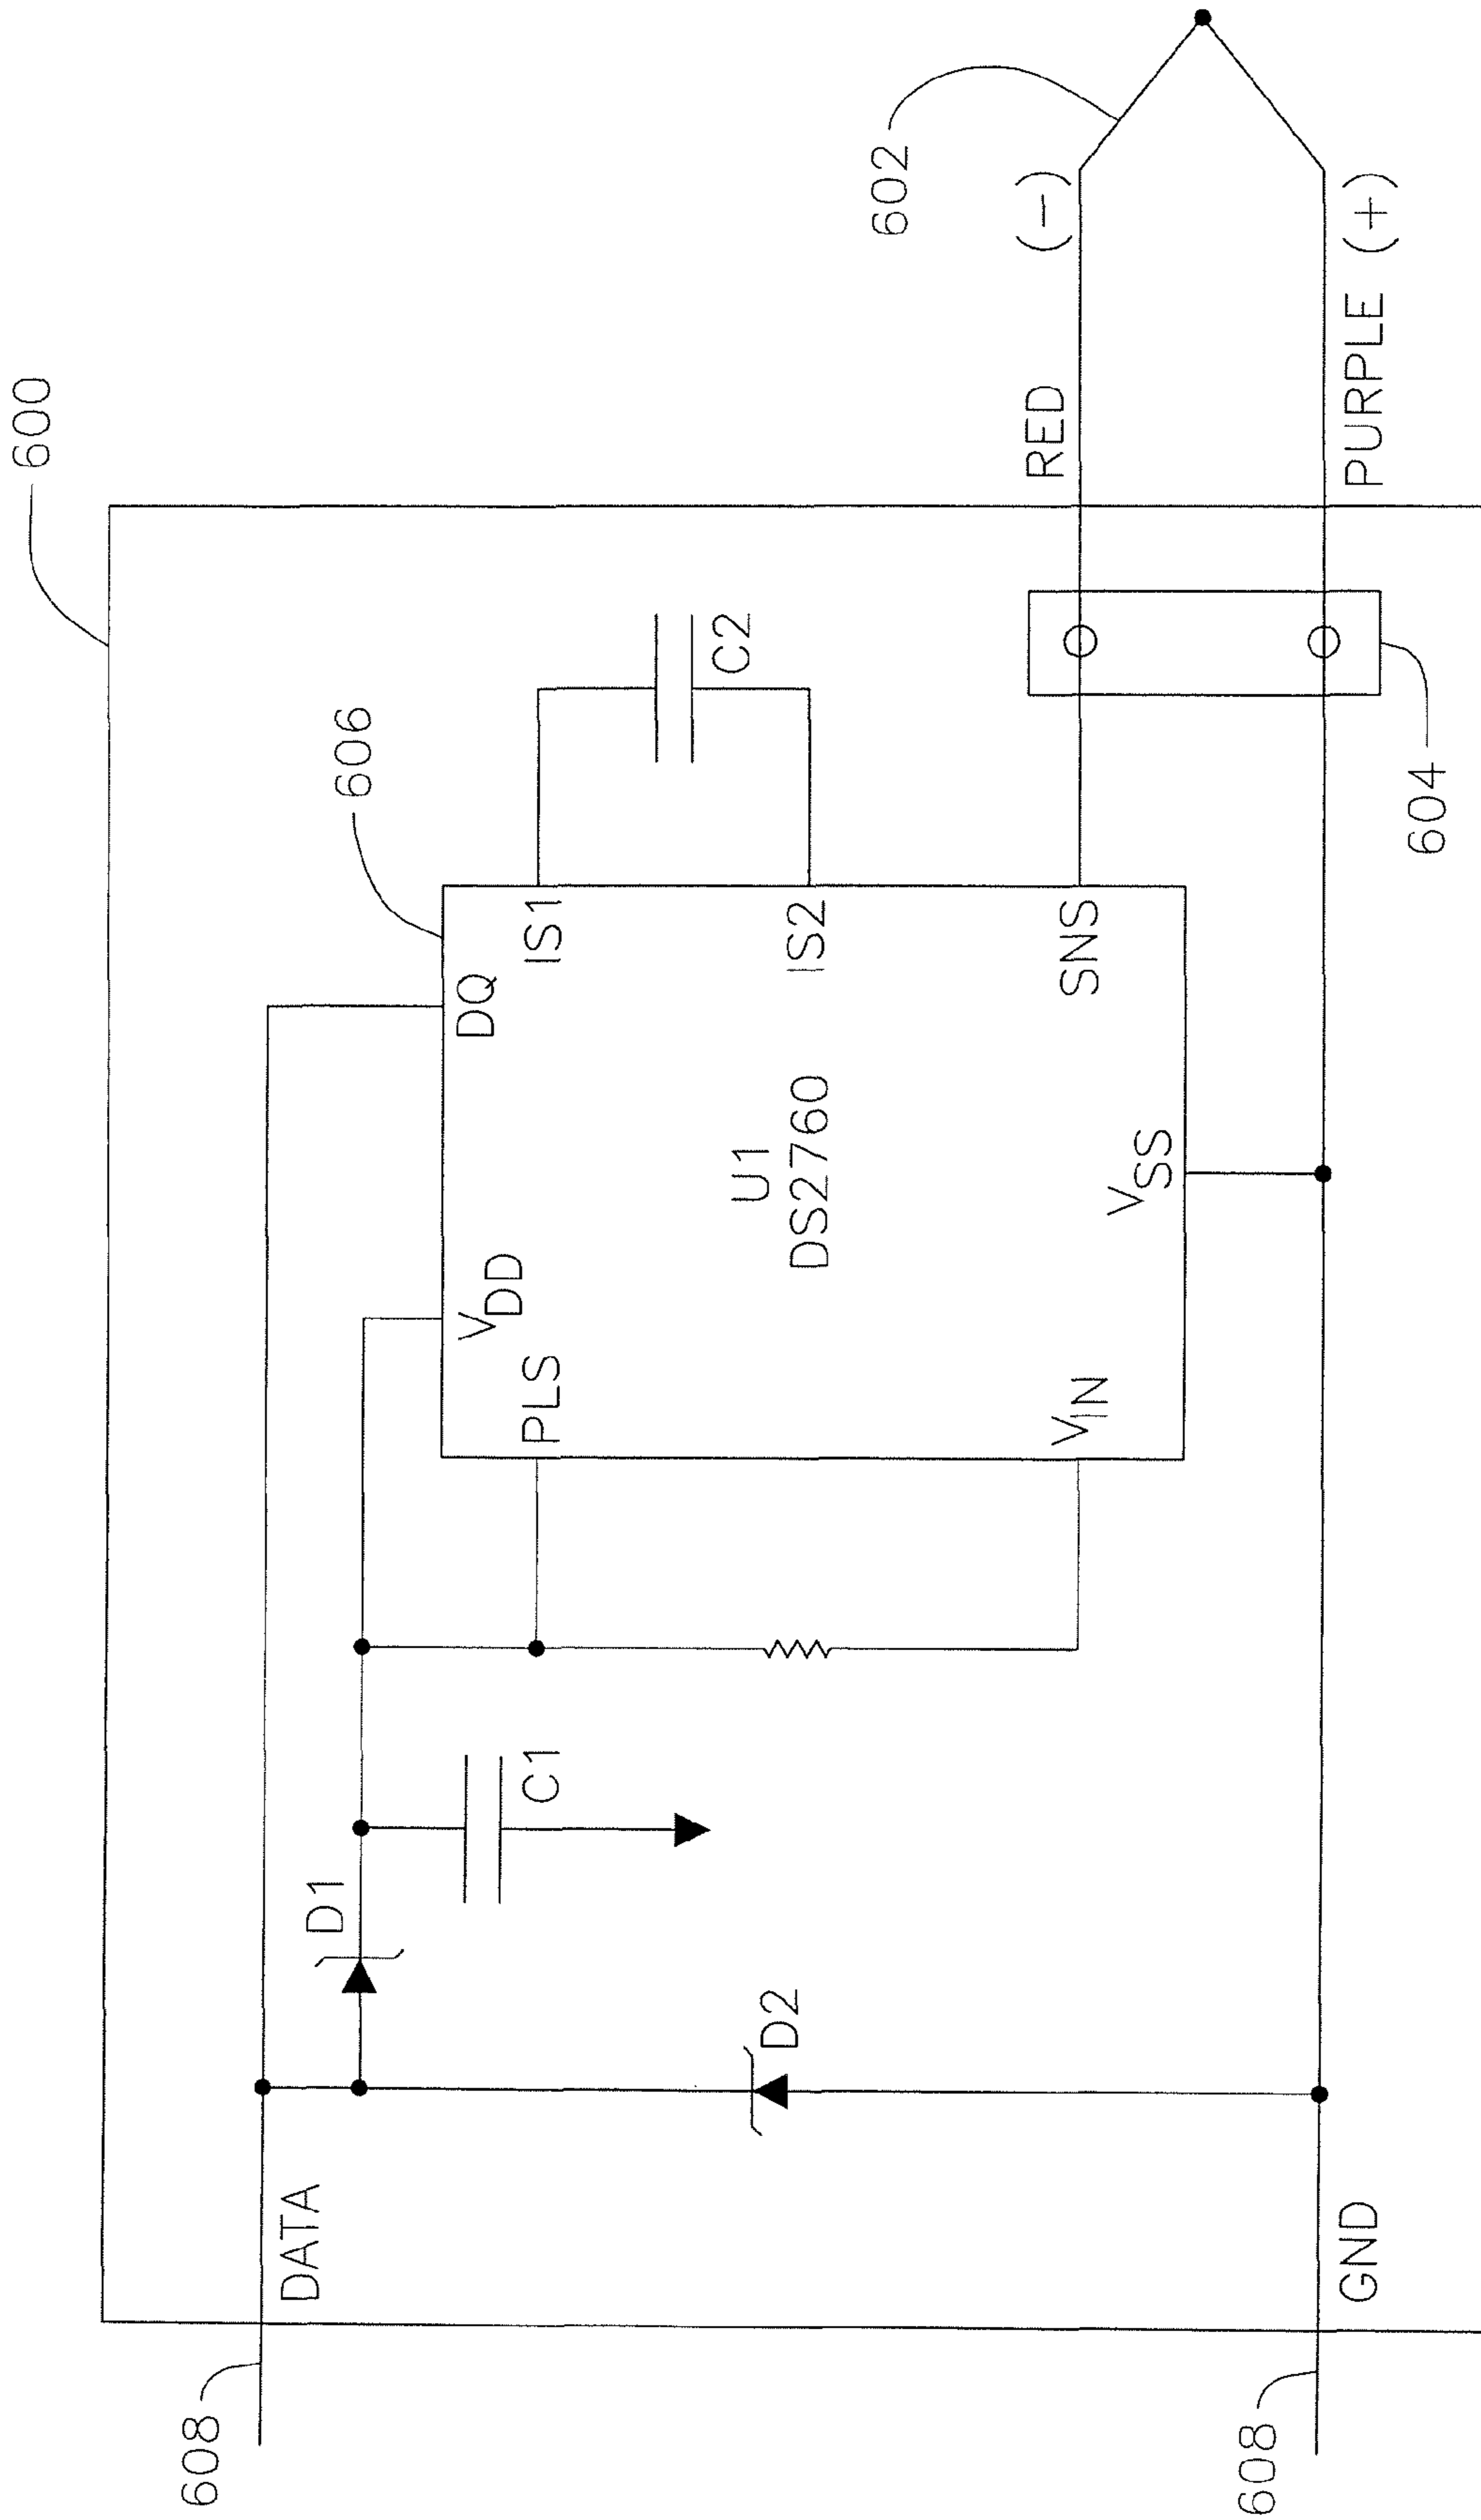 600
606
602
DATA
D1
C1
D2
DQ
V DD
PLS
IS1
C2
U1
DS2760
IS2
VIN
VSS
SNS
RED
(-)
PURPLE
(+)
604
GND
608
608